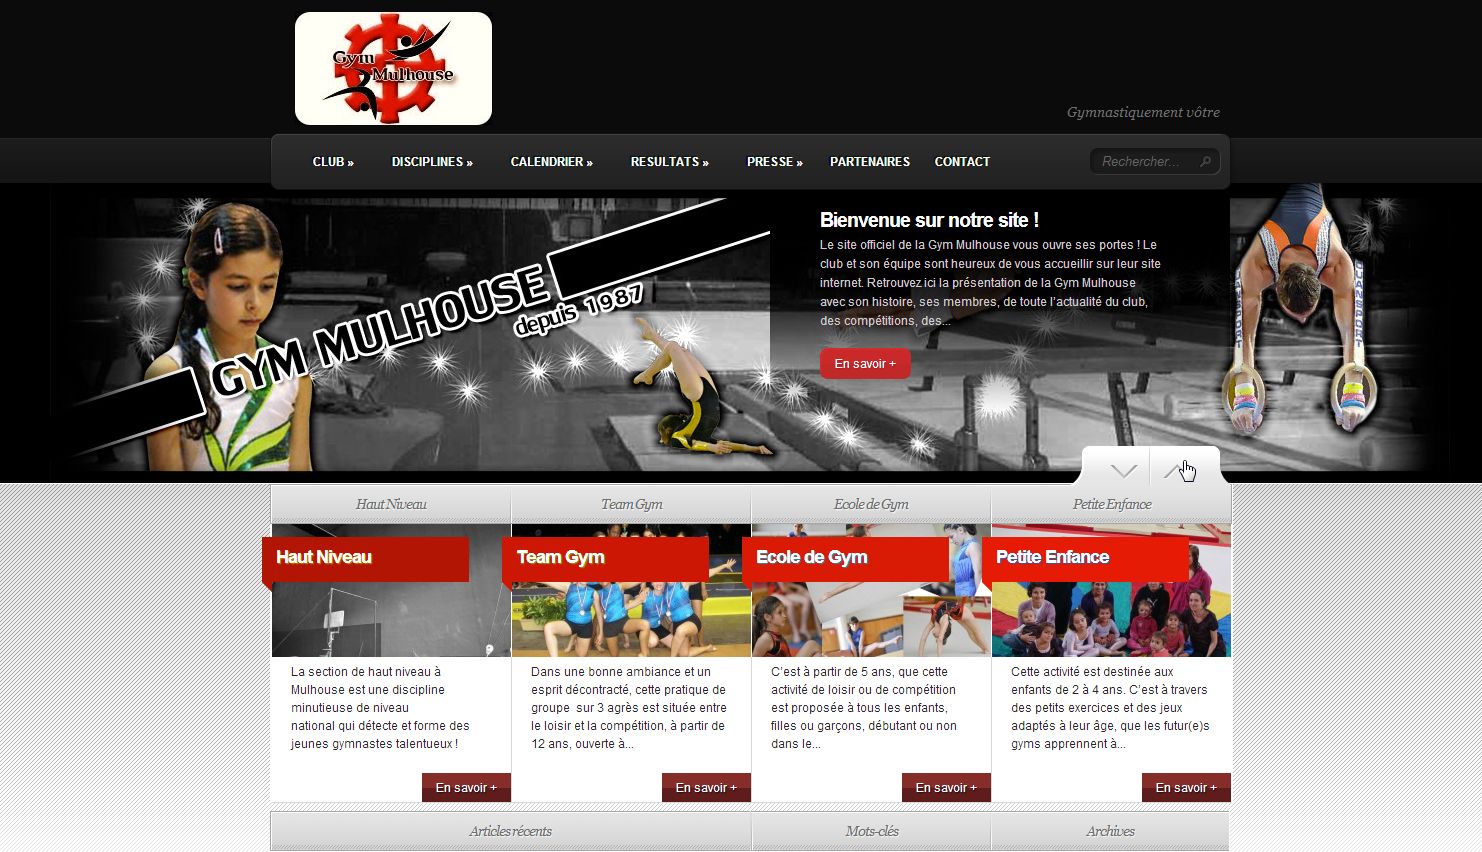 Gym
Mulhouse
Gymnastiquement vôtre
CLUB »
DISCIPLINES »
CALENDRIER »
RESULTATS »
PRESSE »
PARTENAIRES
CONTACT
Rechercher...
GYM MULHOUSE
depuis 1987
Bienvenue sur notre site !
Le site officiel de la Gym Mulhouse vous ouvre ses portes ! Le
club et son équipe sont heureux de vous accueillir sur leur site
internet. Retrouvez ici la présentation de la Gym Mulhouse
avec son histoire, ses membres, de toute l'actualité du club,
des compétitions, des...
En savoir +
Haut Niveau
Team Gym
Ecole de Gym
Petite Enfance
Haut Niveau
La section de haut niveau à
Mulhouse est une discipline
minutieuse de niveau
national qui détecte et forme des
jeunes gymnastes talentueux !
En savoir +
Team Gym
Dans une bonne ambiance et un
esprit décontracté, cette pratique de
groupe  sur 3 agrès est située entre
le loisir et la compétition, à partir de
12 ans, ouverte à...
En savoir +
Ecole de Gym
C'est à partir de 5 ans, que cette
activité de loisir ou de compétition
est proposée à tous les enfants,
filles ou garçons, débutant ou non
dans le...
En savoir +
Petite Enfance
Cette activité est destinée aux
enfants de 2 à 4 ans. C'est à travers
des petits exercices et des jeux
adaptés à leur âge, que les futur(e)s
gyms apprennent à...
En savoir +
Articles récents
Mots-clés
Archives